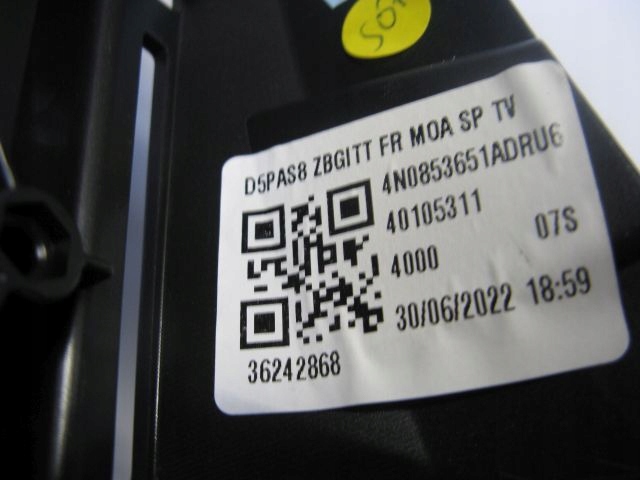 D5PAS8 ZBGITT FR MOA SP TV
4N0853651ADRU6
40105311
07S
4000
30/06/2022 18:59
36242868